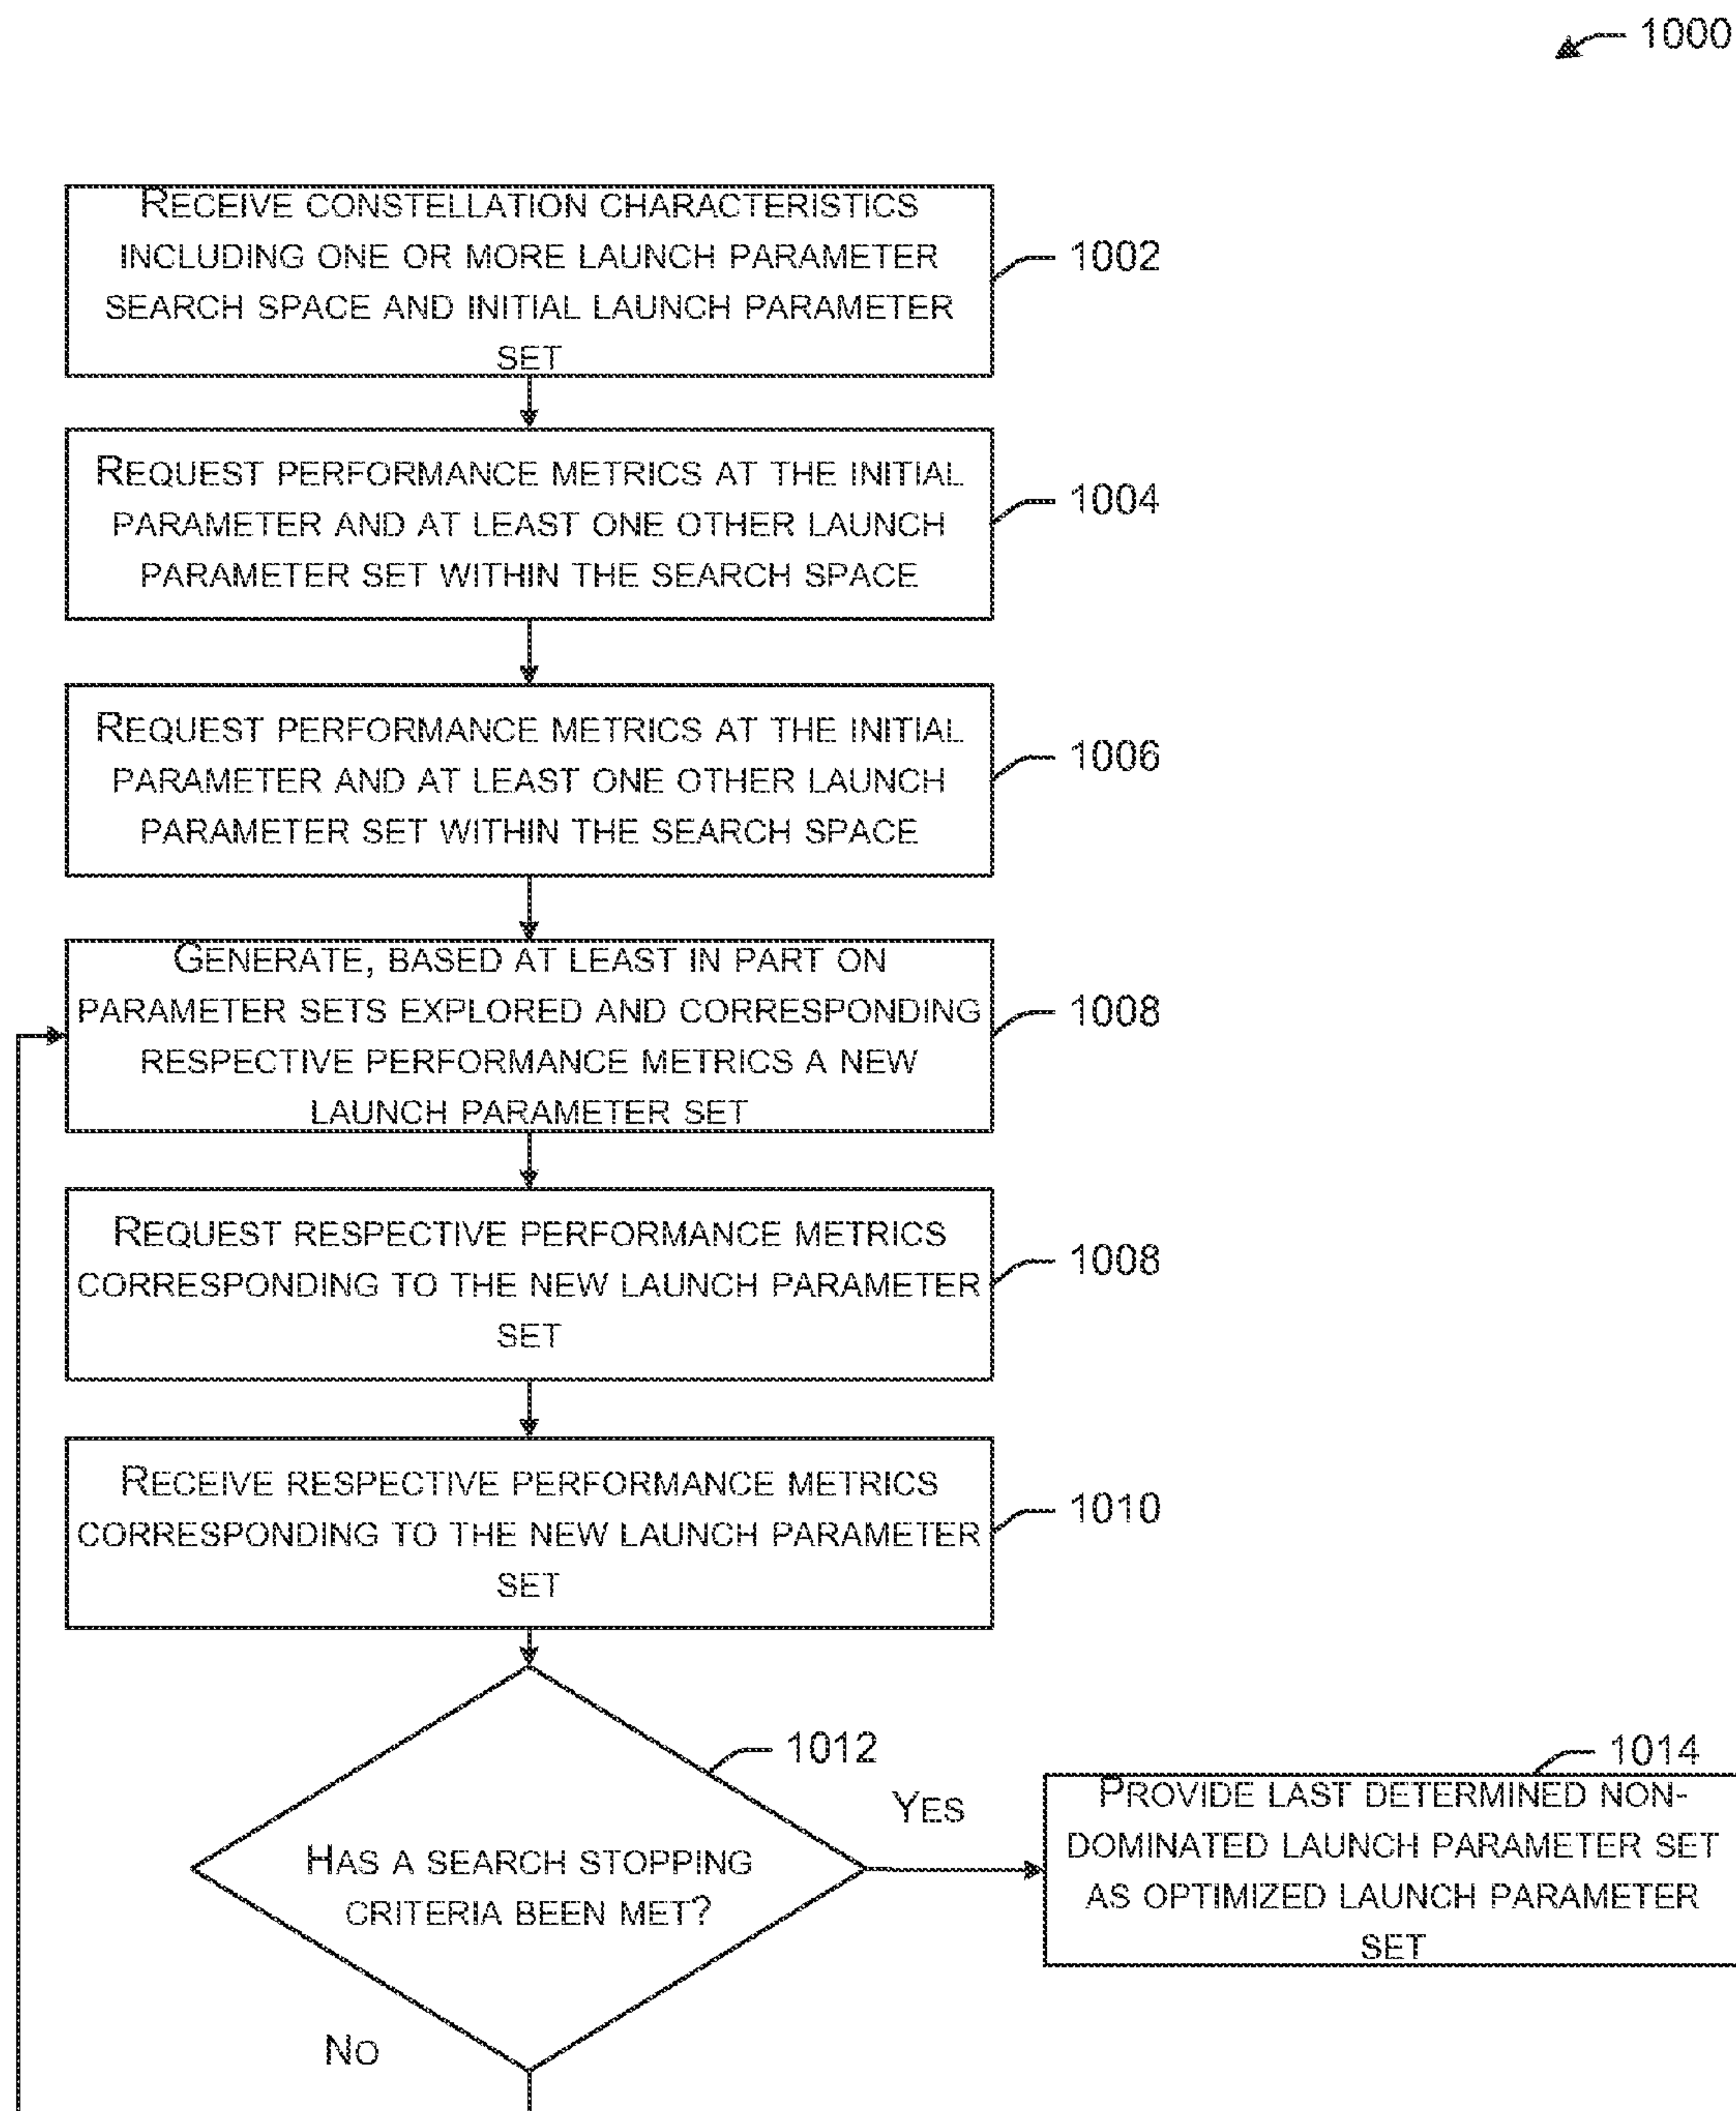 1000
RECEIVE CONSTELLATION CHARACTERISTICS
INCLUDING ONE OR MORE LAUNCH PARAMETER
SEARCH SPACE AND INITIAL LAUNCH PARAMETER
SET
1002
REQUEST PERFORMANCE METRICS AT THE INITIAL
PARAMETER AND AT LEAST ONE OTHER LAUNCH
PARAMETER SET WITHIN THE SEARCH SPACE
1004
REQUEST PERFORMANCE METRICS AT THE INITIAL
PARAMETER AND AT LEAST ONE OTHER LAUNCH
PARAMETER SET WITHIN THE SEARCH SPACE
1006
GENERATE, BASED AT LEAST IN PART ON
PARAMETER SETS EXPLORED AND CORRESPONDING
RESPECTIVE PERFORMANCE METRICS A NEW
LAUNCH PARAMETER SET
1008
REQUEST RESPECTIVE PERFORMANCE METRICS
CORRESPONDING TO THE NEW LAUNCH PARAMETER
SET
1008
RECEIVE RESPECTIVE PERFORMANCE METRICS
CORRESPONDING TO THE NEW LAUNCH PARAMETER
SET
1010
HAS A SEARCH STOPPING
CRITERIA BEEN MET?
1012
YES
NO
1014
PROVIDE LAST DETERMINED NON-
DOMINATED LAUNCH PARAMETER SET
AS OPTIMIZED LAUNCH PARAMETER
SET